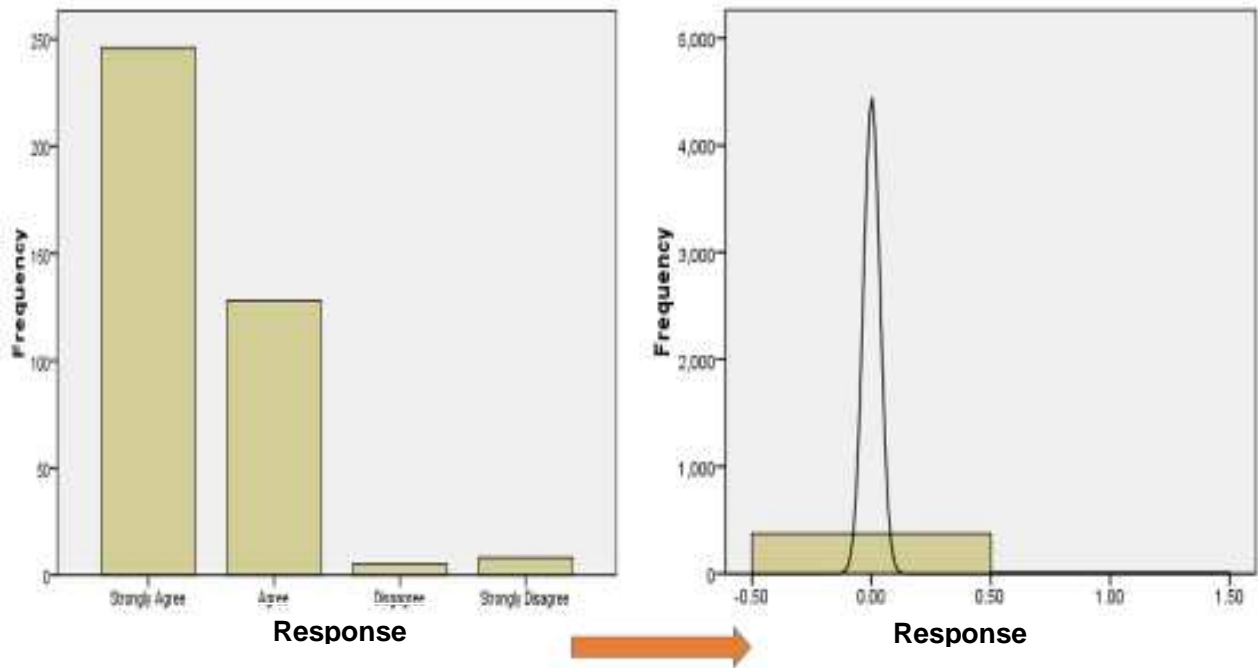 Frequency
250
200
150
100
50
0
Strongly Agree
Agree
Disagree
Strongly Disagree
Response
Frequency
5,000
4,000
3,000
2,000
1,000
0
-0.50
0.00
0.50
1.00
1.50
Response